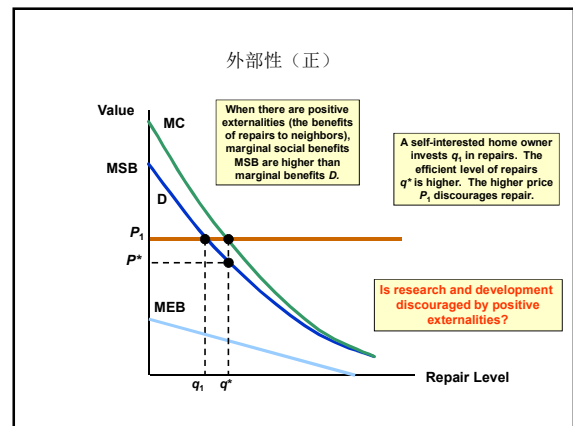 外部性（正）
Value
MC
When there are positive
externalities (the benefits
of repairs to neighbors),
marginal social benefits
MSB are higher than
marginal benefits D.
A self-interested home owner
invests q1 in repairs. The
efficient level of repairs
q* is higher. The higher price
P1 discourages repair.
MSB
D
P1
P*
Is research and development
discouraged by positive
externalities?
MEB
q1
q*
Repair Level